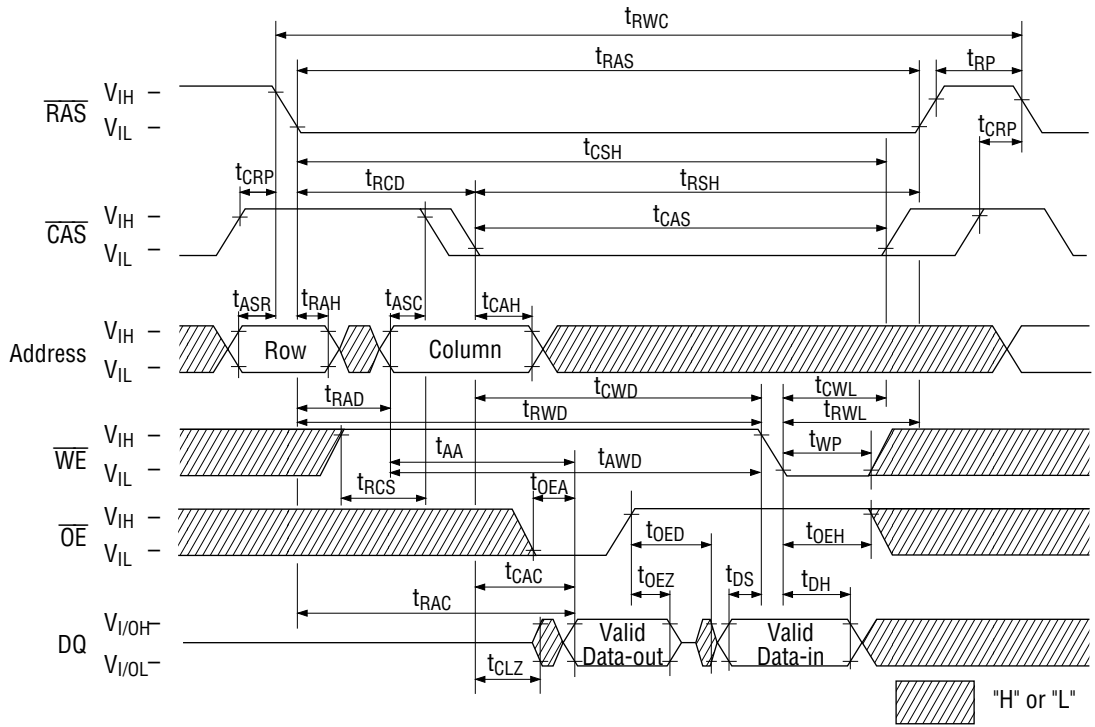 tRWC
tRAS
tRP
RAS
VIH –
VIL –
tCRP
tCSH
tCRP
tRCD
tRSH
CAS
VIH –
VIL –
tCAS
tASR
tRAH
tASC
tCAH
Address
VIH –
VIL –
Row
Column
tRAD
tCWD
tCWL
tRWD
tRWL
WE
VIH –
VIL –
tAA
tAWD
tWP
tRCS
tOEA
OE
VIH –
VIL –
tOED
tOEH
tCAC
tOEZ
tDS
tDH
tRAC
DQ
VI/OH–
VI/OL–
Valid
Data-out
Valid
Data-in
tCLZ
"H" or "L"